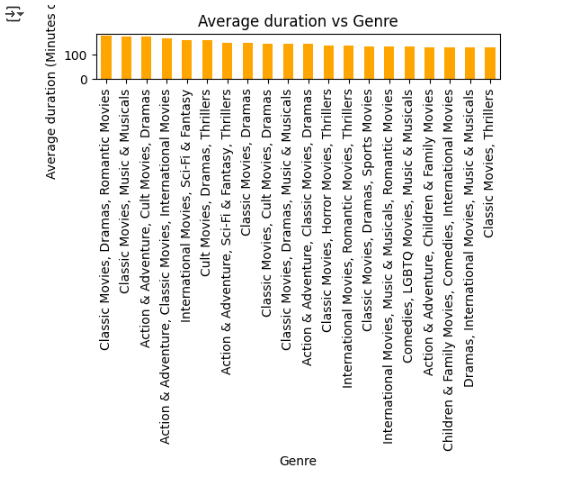 Average duration vs Genre
Average duration (Minutes c
100
0
Classic Movies, Dramas, Romantic Movies
Classic Movies, Music & Musicals
Action & Adventure, Cult Movies, Dramas
Action & Adventure, Classic Movies, International Movies
International Movies, Sci-Fi & Fantasy
Cult Movies, Dramas, Thrillers
Action & Adventure, Sci-Fi & Fantasy, Thrillers
Classic Movies, Dramas
Classic Movies, Cult Movies, Dramas
Classic Movies, Dramas, Music & Musicals
Action & Adventure, Classic Movies, Dramas
Classic Movies, Horror Movies, Thrillers
International Movies, Romantic Movies, Thrillers
Classic Movies, Dramas, Sports Movies
International Movies, Music & Musicals, Romantic Movies
Comedies, LGBTQ Movies, Music & Musicals
Action & Adventure, Children & Family Movies
Children & Family Movies, Comedies, International Movies
Dramas, International Movies, Music & Musicals
Classic Movies, Thrillers
Genre